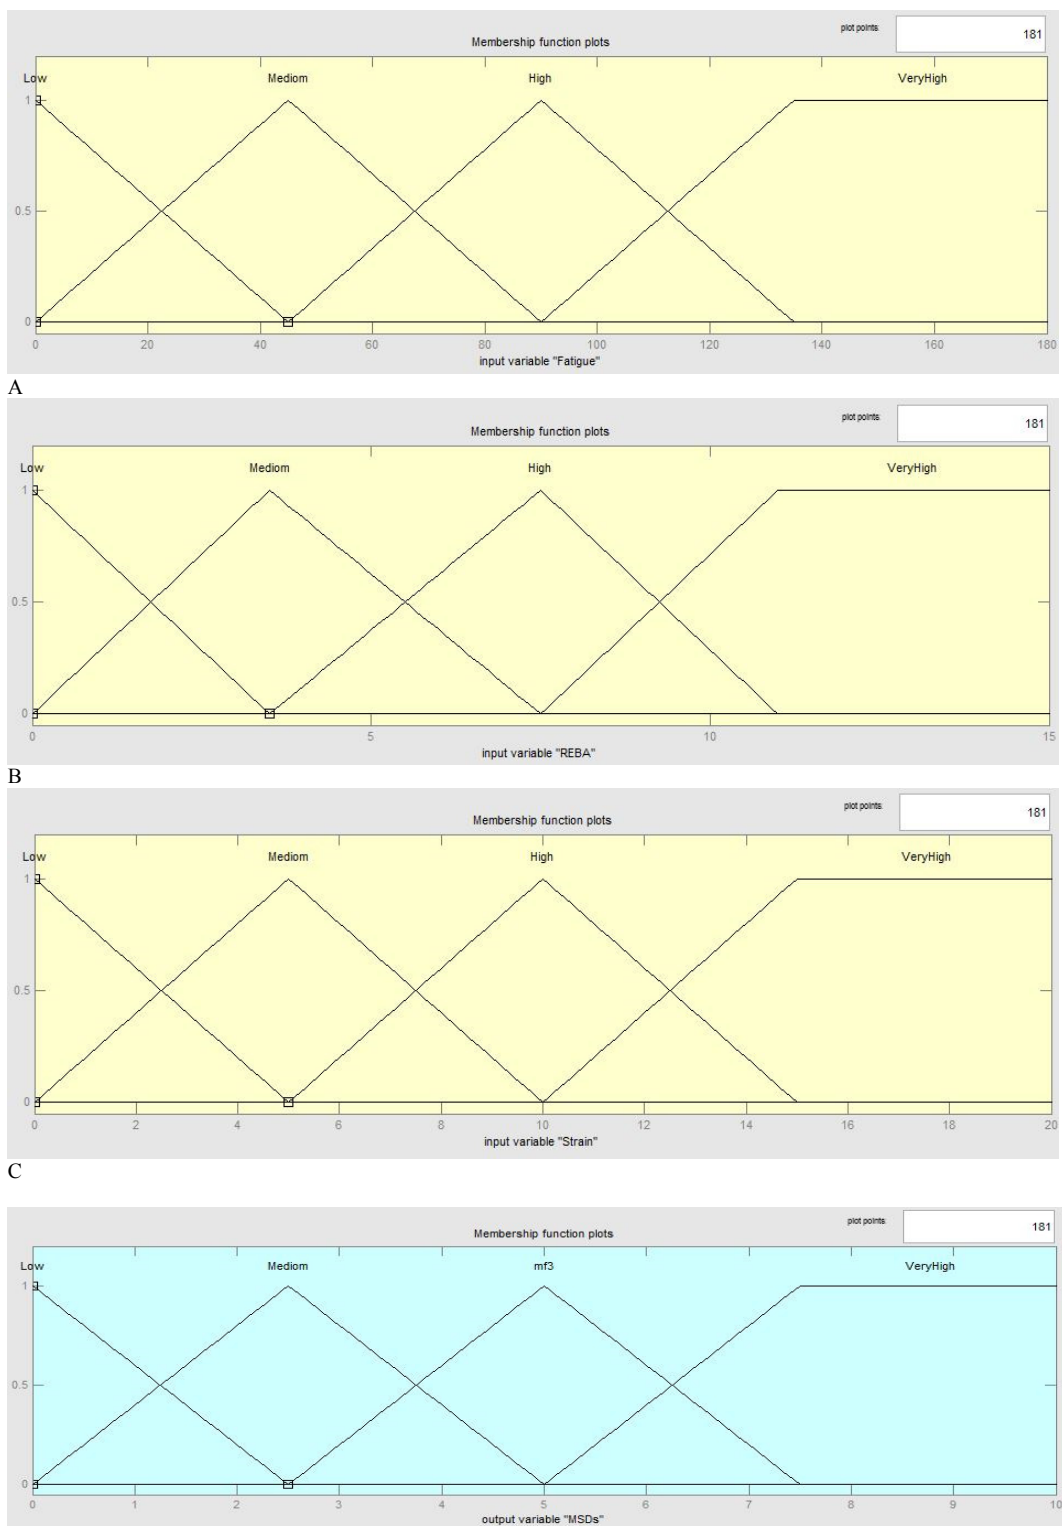 plot points:
181
Membership function plots
Low Mediom High VeryHigh
1
0.5
0
0 20 40 60 80 100 120 140 160 180
input variable "Fatigue"
A
plot points:
181
Membership function plots
Low Mediom High VeryHigh
1
0.5
0
0 5 10 15
input variable "REBA"
B
plot points:
181
Membership function plots
Low Mediom High VeryHigh
1
0.5
0
0 2 4 6 8 10 12 14 16 18 20
input variable "Strain"
C
plot points:
181
Membership function plots
Low Mediom mf3 VeryHigh
1
0.5
0
0 1 2 3 4 5 6 7 8 9 10
output variable "MSDs"